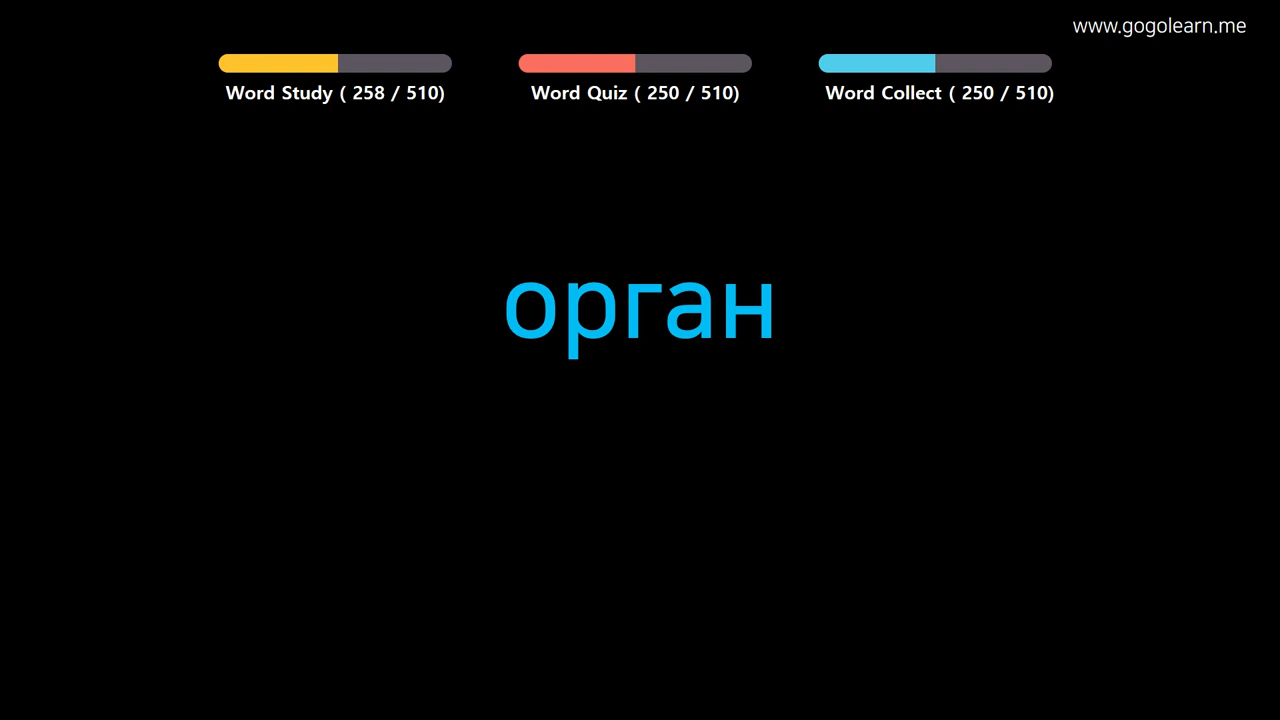 www.gogolearn.me
Word Study ( 258 / 510)
Word Quiz ( 250 / 510)
Word Collect ( 250 / 510)
орган